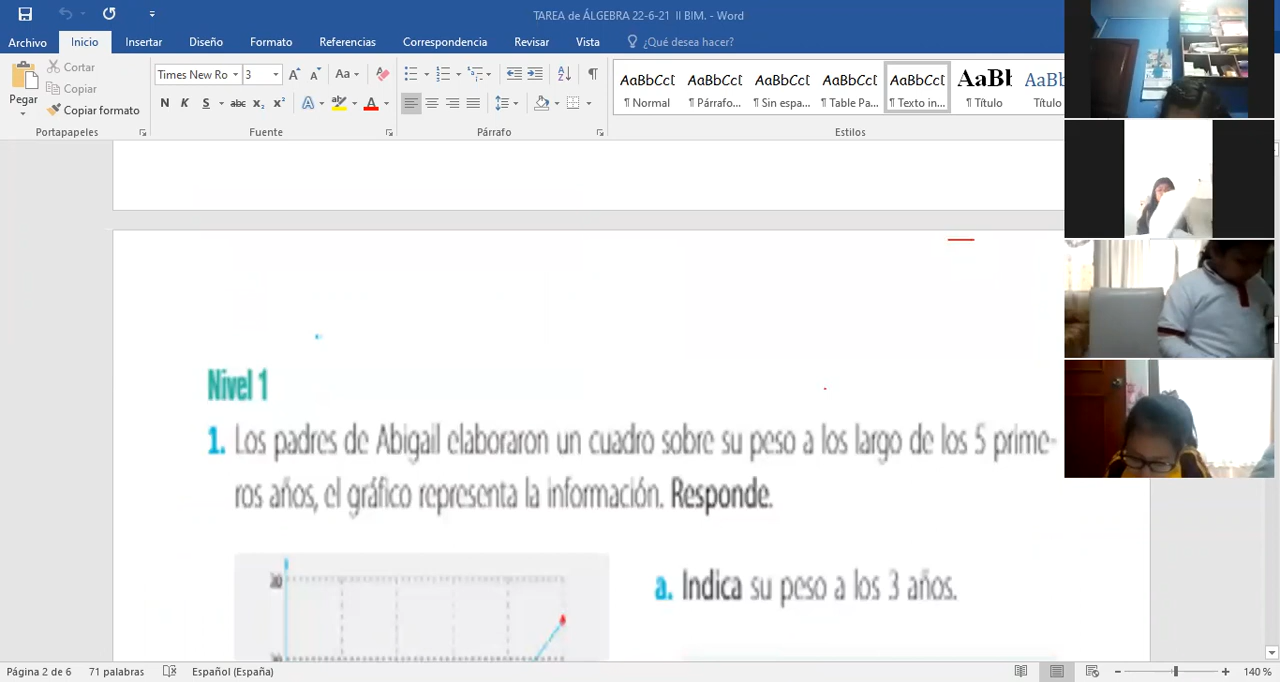 TAREA de ÁLGEBRA 22-6-21 II BIM. - Word
Archivo Inicio Insertar Diseño Formato Referencias Correspondencia Revisar Vista ¿Qué desea hacer?
Pegar
Cortar
Copiar
Copiar formato
Times New Ro 3
AaBbCcI AaBbCcI AaBbCcI AaBbCcI AaBbCcI AaBb AaBb
¶ Normal ¶ Párrafo... ¶ Sin espa... ¶ Table Pa... ¶ Texto in... ¶ Título Título
Portapapeles Fuente Párrafo Estilos
Nivel 1
1. Los padres de Abigail elaboraron un cuadro sobre su peso a los largo de los 5 prime-
ros años, el gráfico representa la información. Responde.
a. Indica su peso a los 3 años.
Página 2 de 6 71 palabras Español (España) 140 %